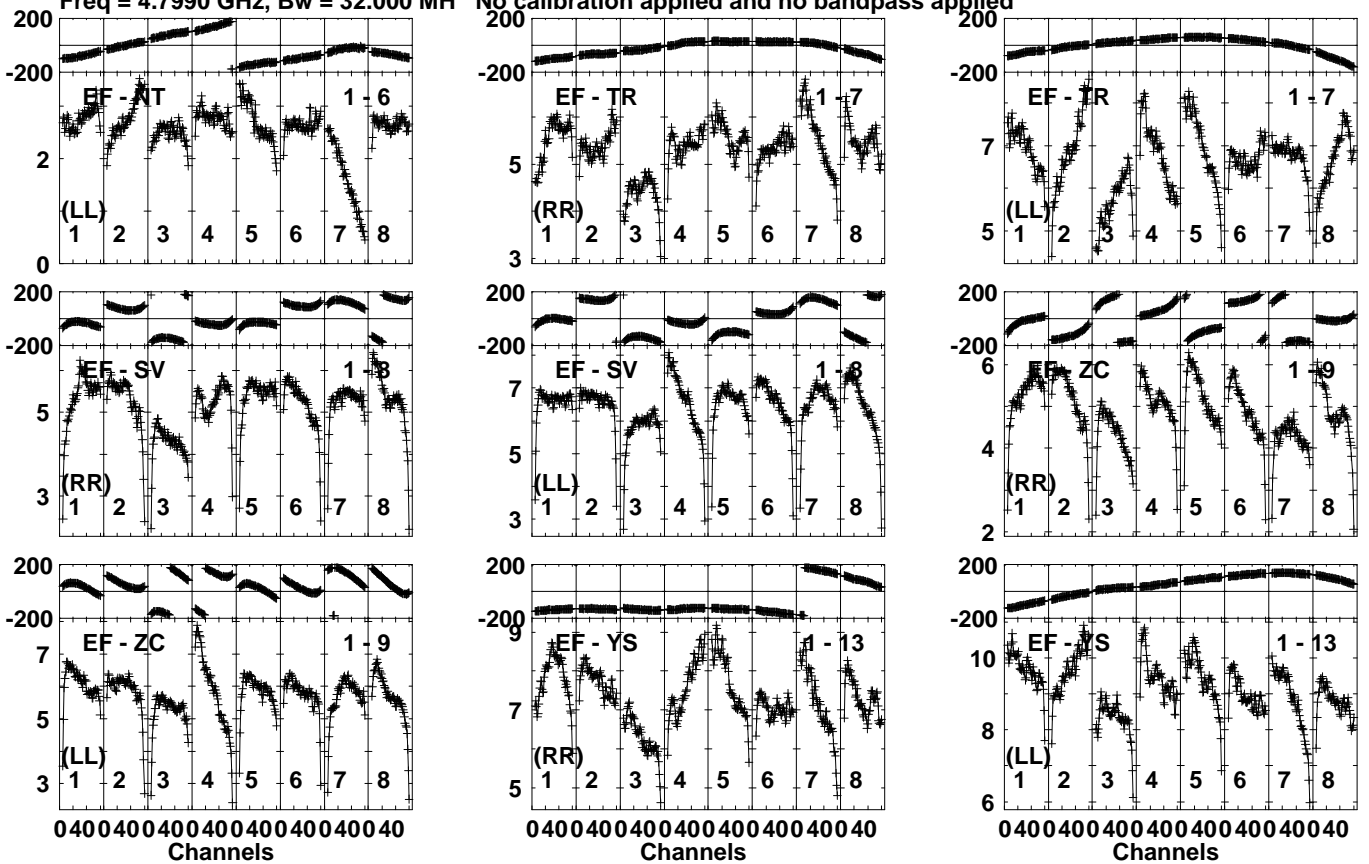 Freq = 4.7990 GHz, Bw = 32.000 MH No calibration applied and no bandpass applied
200
-200
EF - NT 1 - 6
2
(LL)
1 2 3 4 5 6 7 8
0
200
-200
EF - TR 1 - 7
5
(RR)
1 2 3 4 5 6 7 8
3
200
-200
EF - TR 1 - 7
7
(LL)
5
1 2 3 4 5 6 7 8
200
-200
EF - SV 1 - 8
5
3
(RR)
1 2 3 4 5 6 7 8
200
-200
EF - SV 1 - 8
7
5
(LL)
3
1 2 3 4 5 6 7 8
200
-200
6
EF - ZC 1 - 9
4
(RR)
1 2 3 4 5 6 7 8
2
200
-200
EF - ZC 1 - 9
7
5
(LL)
3
1 2 3 4 5 6 7 8
0 40 0 40 0 40 0 40 0 40 0 40 0 40 0 40
Channels
200
-200
9
EF - YS 1 - 13
7
(RR)
5
1 2 3 4 5 6 7 8
0 40 0 40 0 40 0 40 0 40 0 40 0 40 0 40
Channels
200
-200
EF - YS 1 - 13
10
8
(LL)
6
1 2 3 4 5 6 7 8
0 40 0 40 0 40 0 40 0 40 0 40 0 40 0 40
Channels